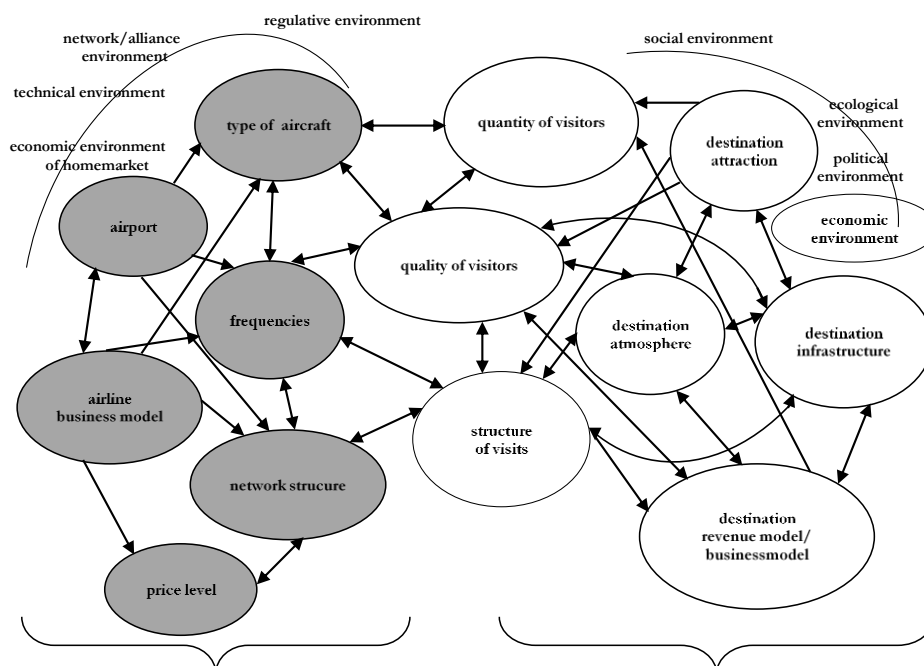 regulative environment
network/alliance
environment
technical environment
economic environment
of homemarket
social environment
ecological
environment
political
environment
economic
environment
type of aircraft
quantity of visitors
destination
attraction
airport
quality of visitors
frequencies
destination
atmosphere
destination
infrastructure
airline
business model
structure
of visits
network strucure
destination
revenue model/
businessmodel
price level